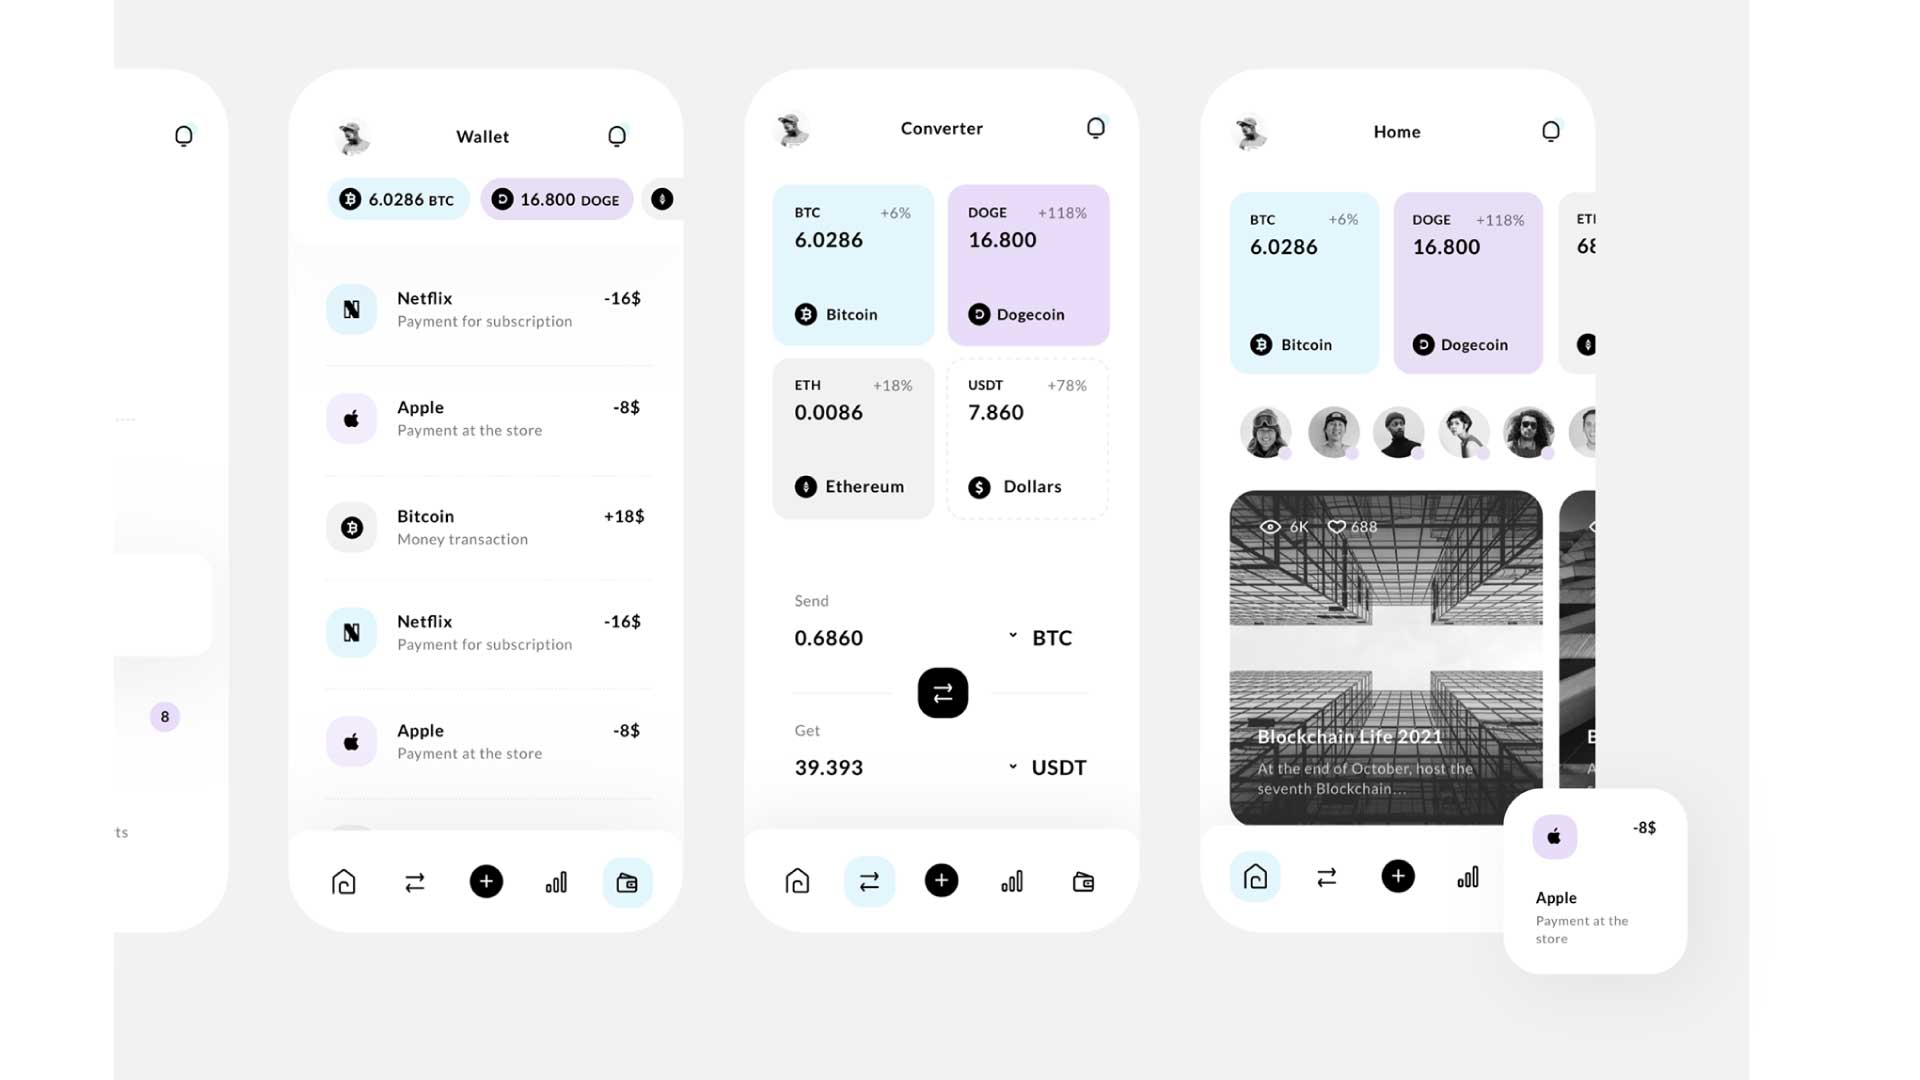 8
ts
Wallet
6.0286 BTC
16.800 DOGE
Netflix
-16$
Payment for subscription
Apple
-8$
Payment at the store
Bitcoin
+18$
Money transaction
Netflix
-16$
Payment for subscription
Apple
-8$
Payment at the store
Converter
BTC
+6%
6.0286
Bitcoin
DOGE
+118%
16.800
Dogecoin
ETH
+18%
0.0086
Ethereum
USDT
+78%
7.860
Dollars
Send
0.6860
BTC
Get
39.393
USDT
Home
BTC
+6%
6.0286
Bitcoin
DOGE
+118%
16.800
Dogecoin
6K
688
Blockchain Life 2021
At the end of October, host the
seventh Blockchain...
-8$
Apple
Payment at the
store